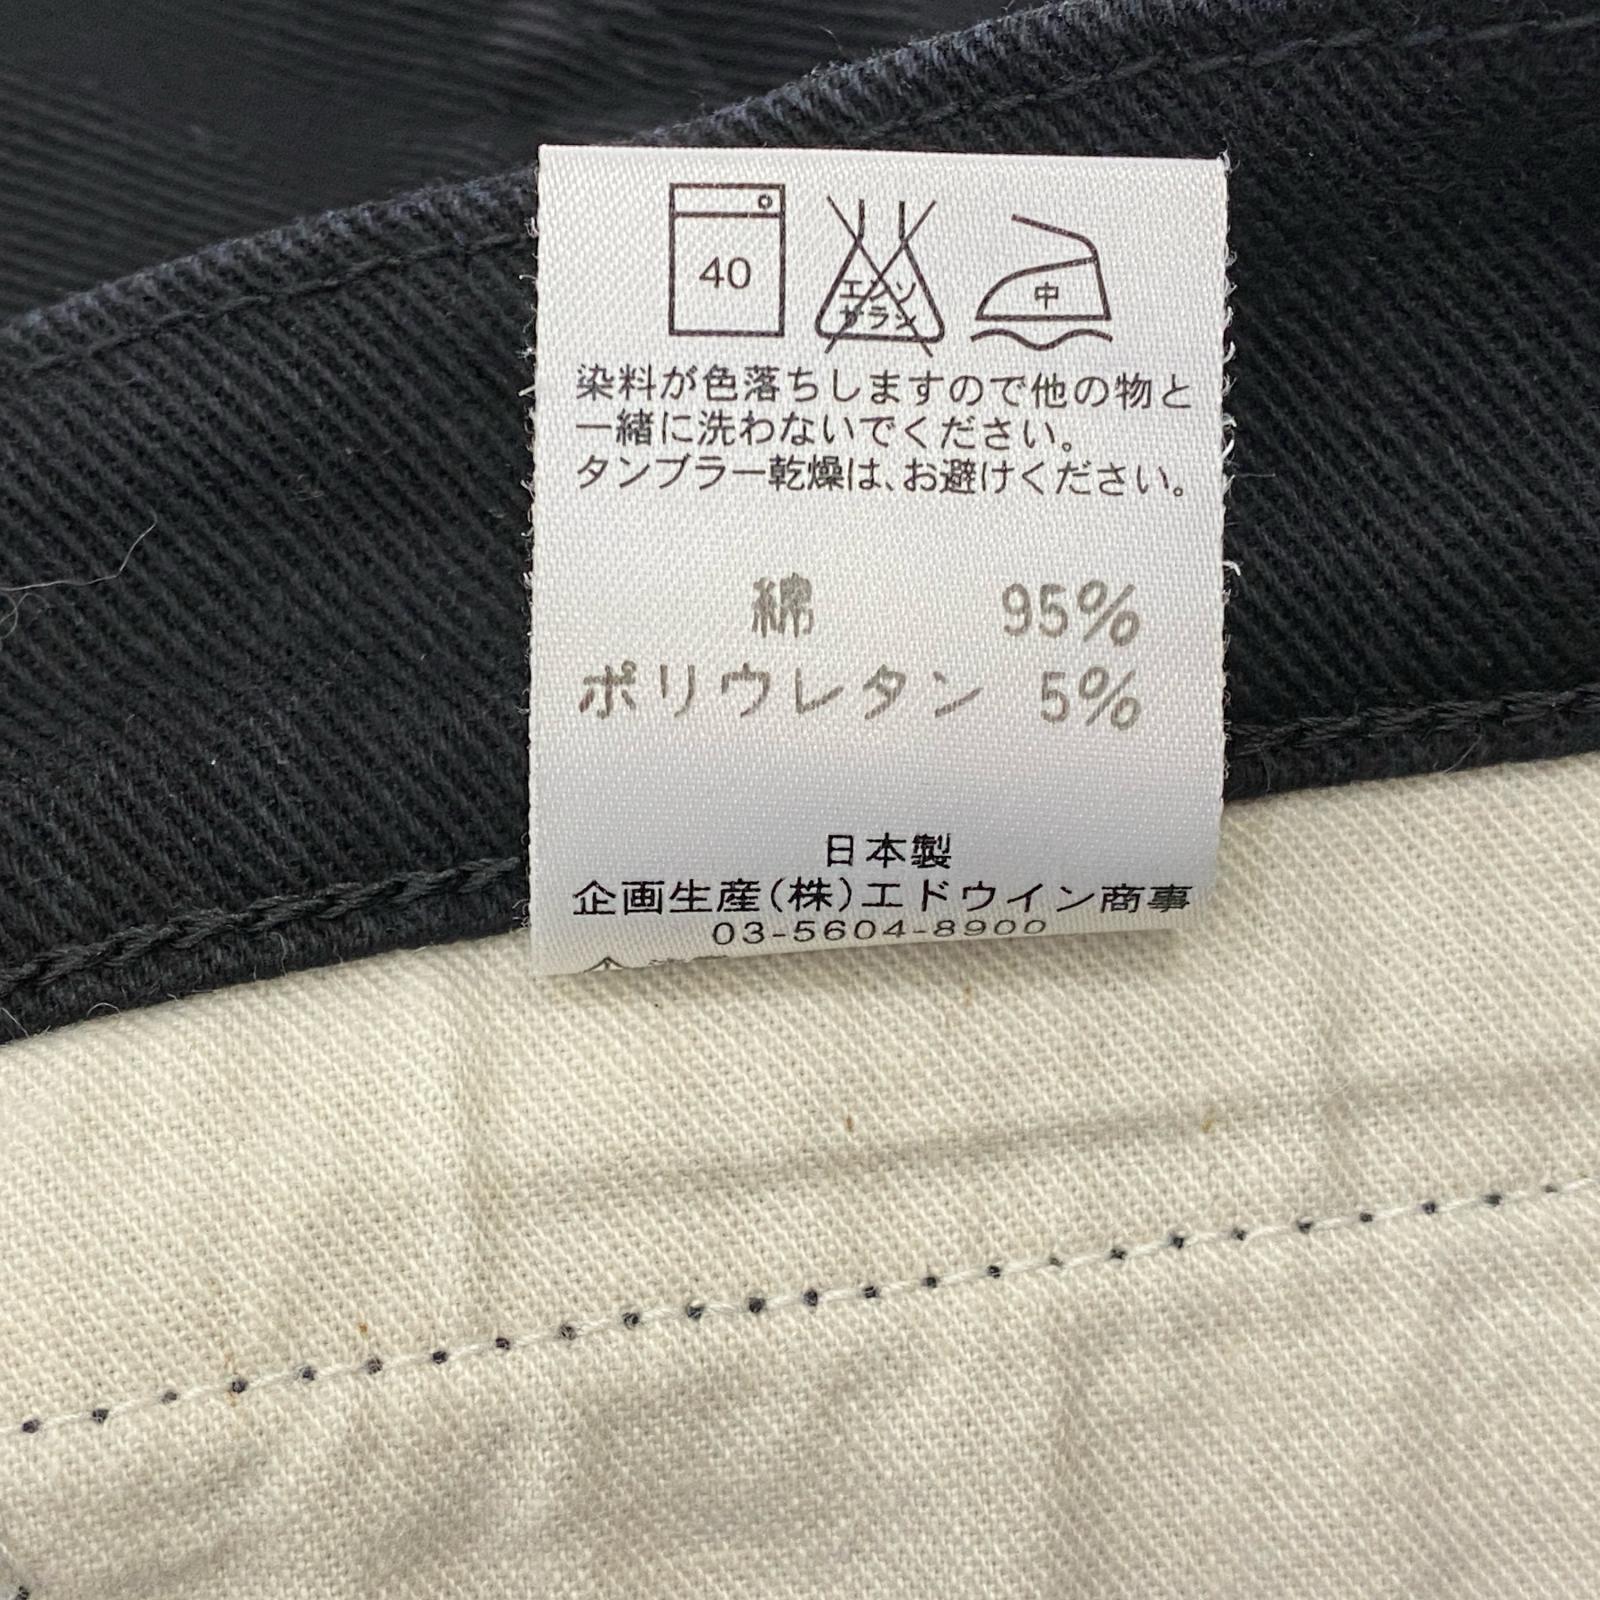 40
エンソ
サラシ
中
染料が色落ちしますので他の物と
一緒に洗わないでください。
タンブラー乾燥は、お避けください。
綿 95%
ポリウレタン 5%
日本製
企画生産(株)エドウイン商事
03-5604-8900